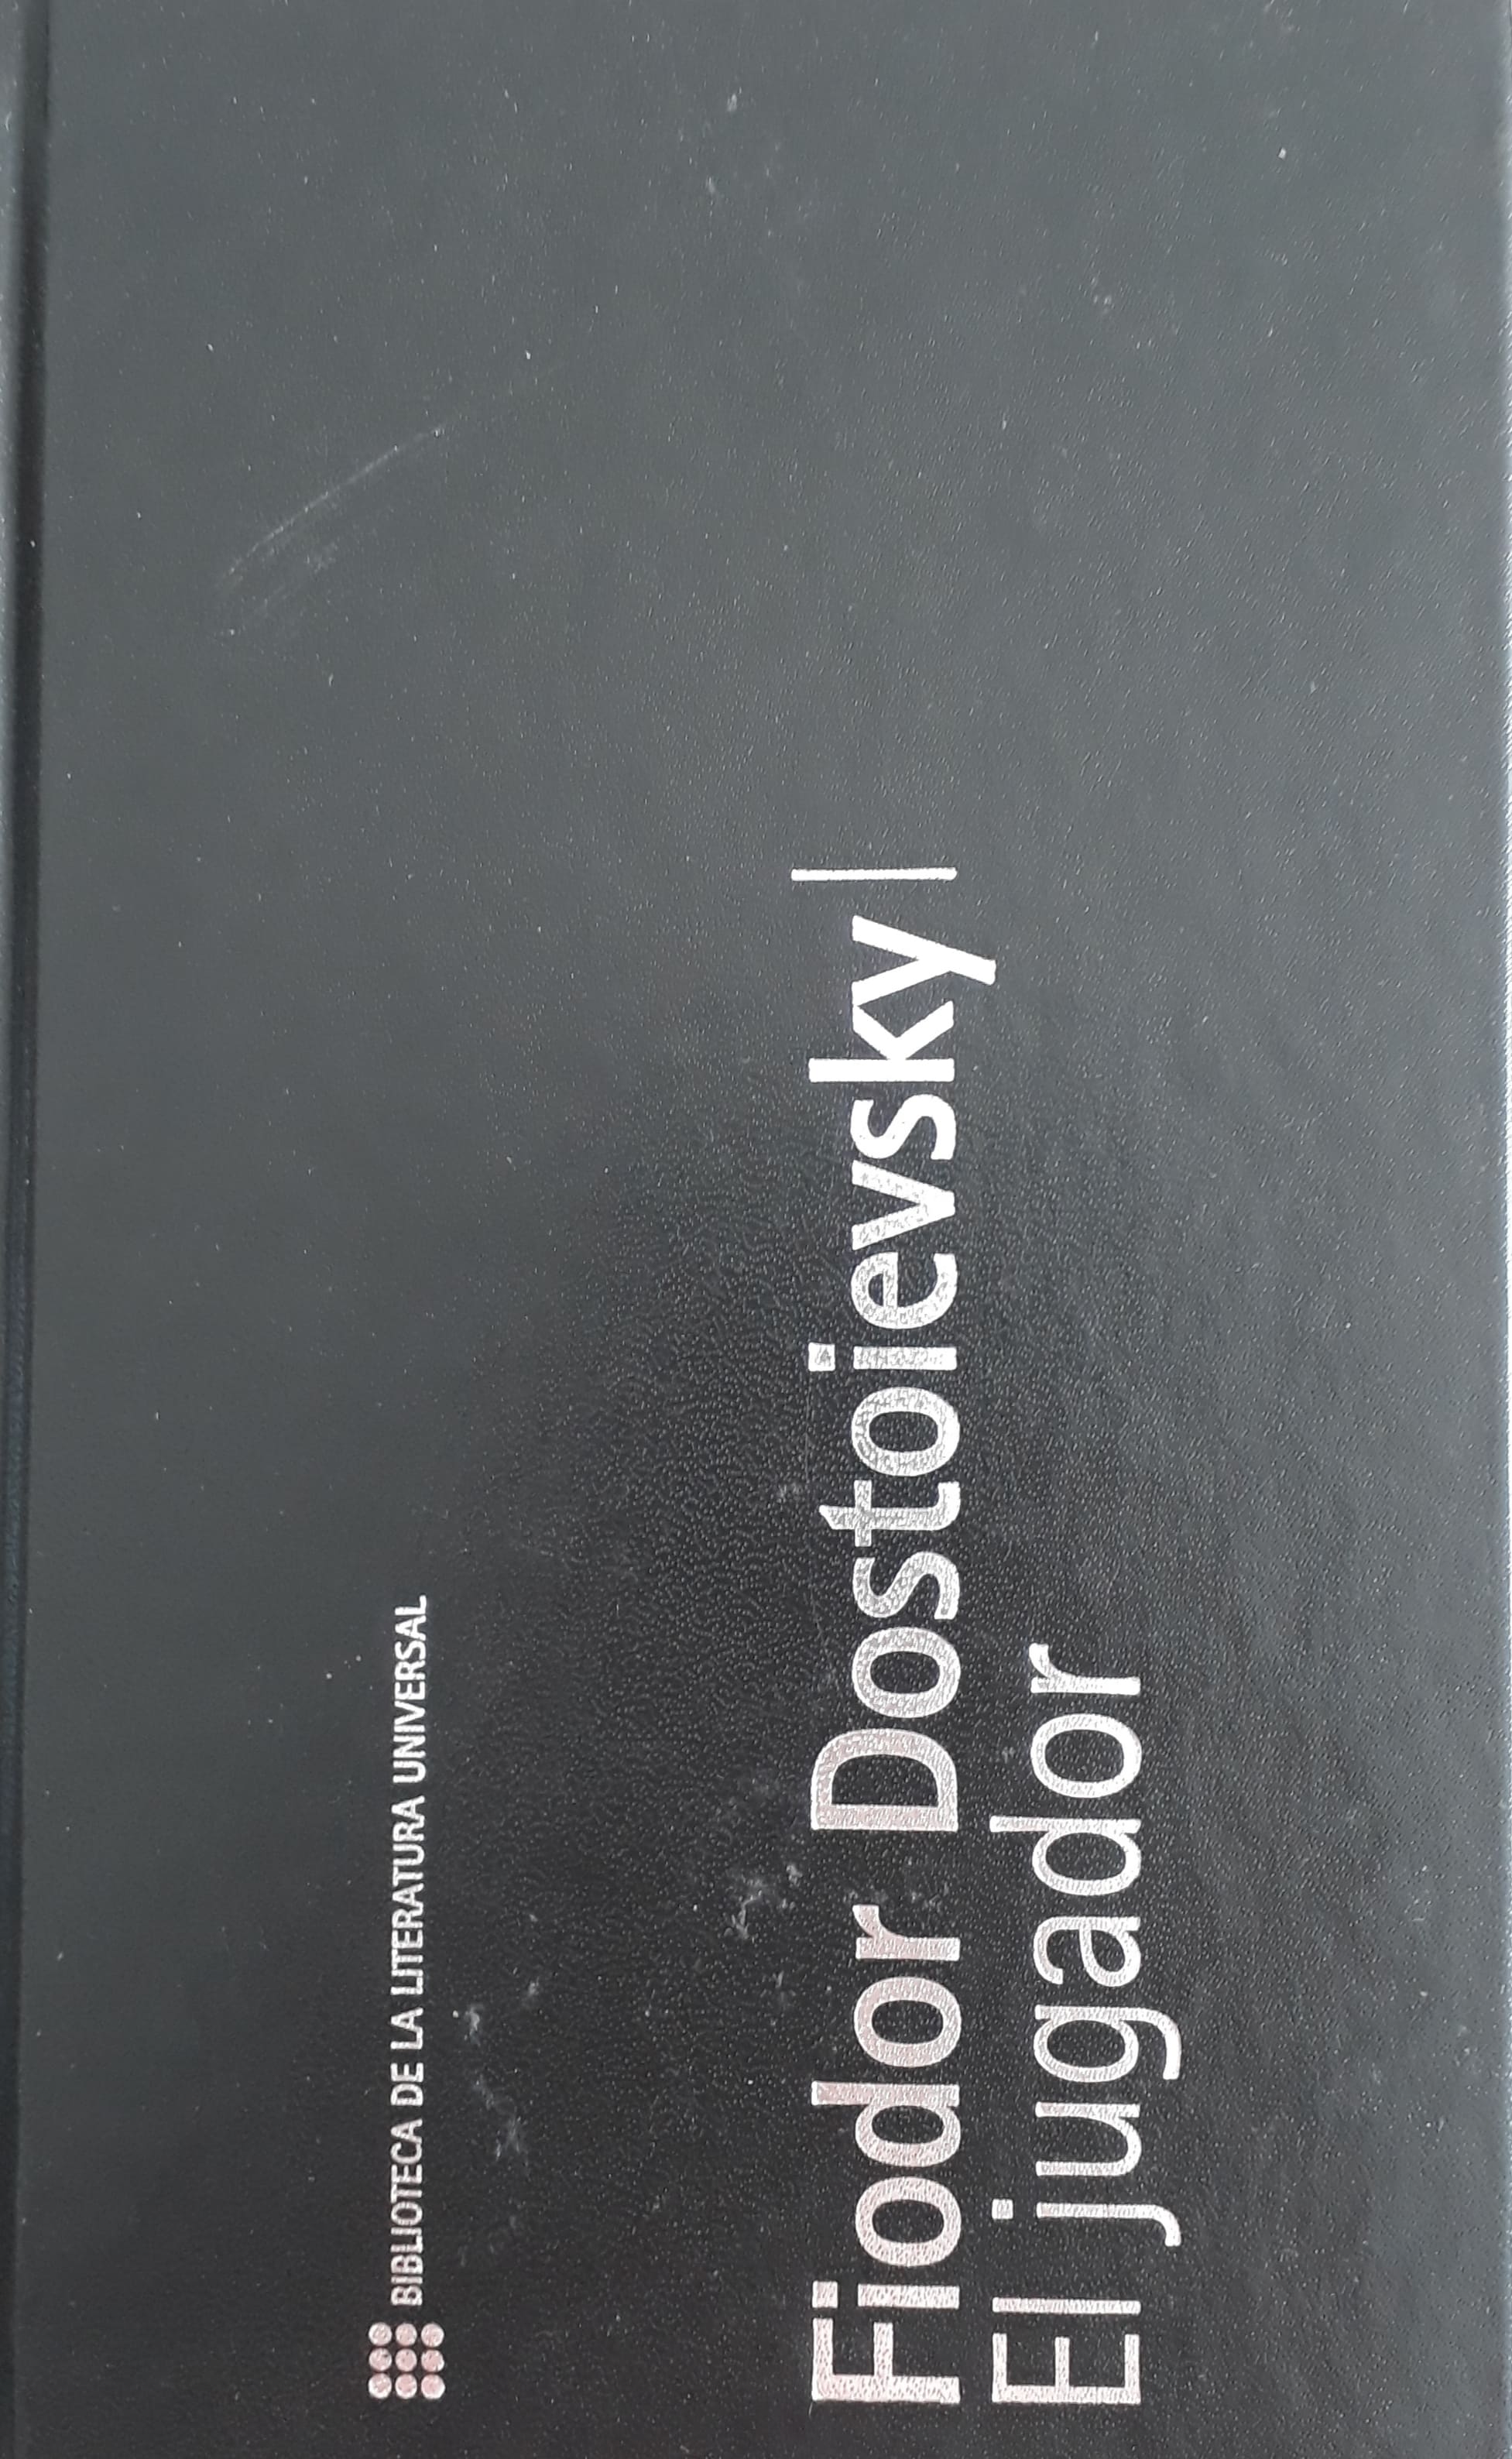 BIBLIOTECA DE LA LITERATURA UNIVERSAL
Fiodor Dostoievsky |
El jugador